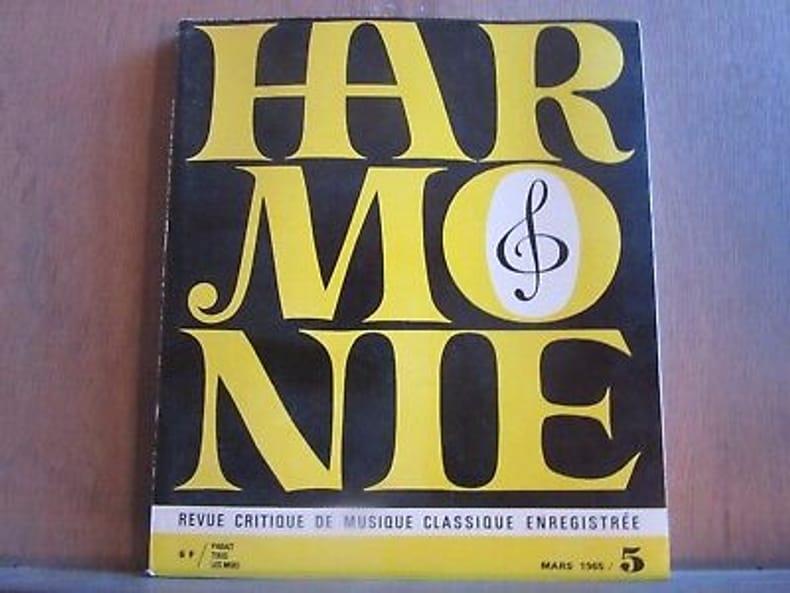 HAR
MO
NIE
REVUE CRITIQUE DE MUSIQUE CLASSIQUE ENREGISTRÉE
6 F / PARAIT
TOUS
LES MOIS
MARS 1965 / 5